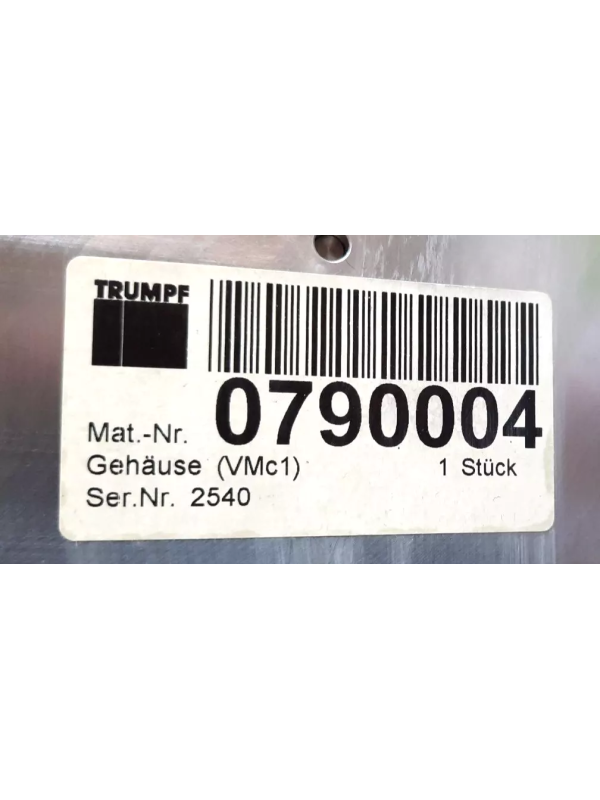 TRUMPF
Mat.-Nr. 0790004
Gehäuse (VMc1) 1 Stück
Ser.Nr. 2540